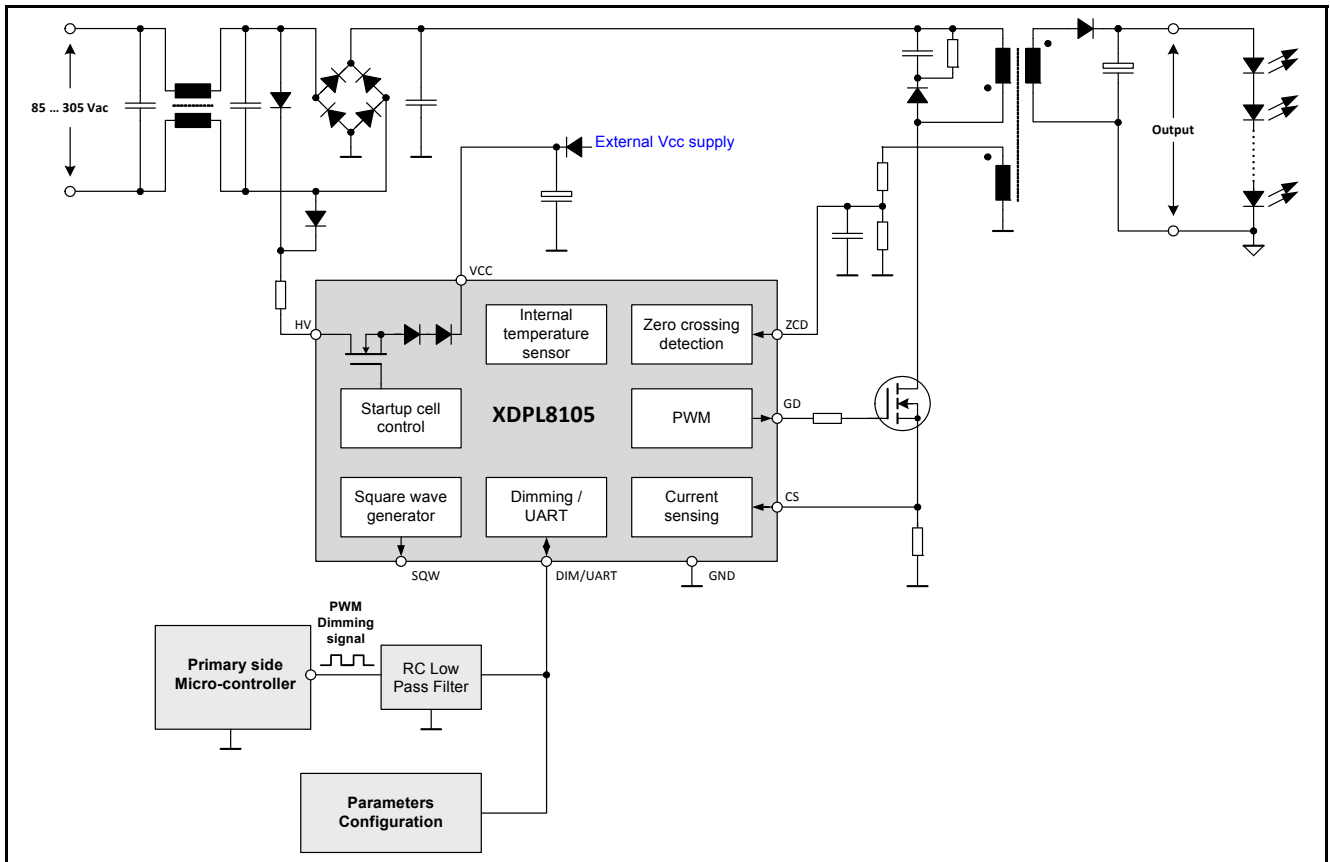 85 ... 305 Vac
External Vcc supply
Output
VCC
HV
Internal
temperature
sensor
Zero crossing
detection
ZCD
Startup cell
control
XDPL8105
PWM
GD
Square wave
generator
Dimming /
UART
Current
sensing
CS
SQW
DIM/UART
GND
PWM
Dimming
signal
Primary side
Micro-controller
RC Low
Pass Filter
Parameters
Configuration